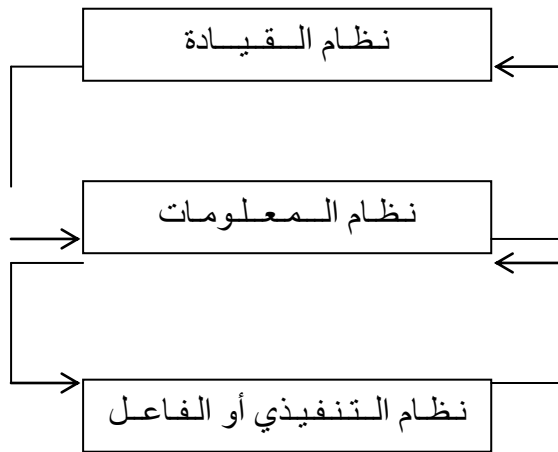 نظام القيادة
نظام المعلومات
نظام التنفيذي أو الفاعل